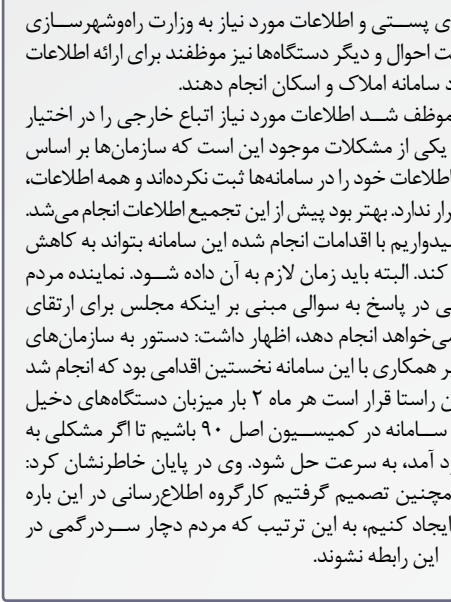 پستی و اطلاعات مورد نیاز به وزارت راه‌وشهرسازی
احوال و دیگر دستگاه‌ها نیز موظفند برای ارائه اطلاعات
سامانه املاک و اسکان انجام دهند.
موظف شد اطلاعات مورد نیاز اتباع خارجی را در اختیار
یکی از مشکلات موجود این است که سازمان‌ها بر اساس
اطلاعات خود را در سامانه‌ها ثبت نکرده‌اند و همه اطلاعات،
ندارد. بهتر بود پیش از این تجمیع اطلاعات انجام می‌شد.
با اقدامات انجام شده این سامانه بتواند به کاهش
کند. البته باید زمان لازم به آن داده شود. نماینده مردم
در پاسخ به سوالی مبنی بر اینکه مجلس برای ارتقای
می‌خواهد انجام دهد، اظهار داشت: دستور به سازمان‌های
همکاری با این سامانه نخستین اقدامی بود که انجام شد
راستا قرار است هر ماه ۲ بار میزبان دستگاه‌های دخیل
سامانه در کمیسیون اصل ۹۰ باشیم تا اگر مشکلی به
آمد، به سرعت حل شود. وی در پایان خاطرنشان کرد:
همچنین تصمیم گرفتیم کارگروه اطلاع‌رسانی در این باره
ایجاد کنیم، به این ترتیب که مردم دچار سردرگمی در
این رابطه نشوند.